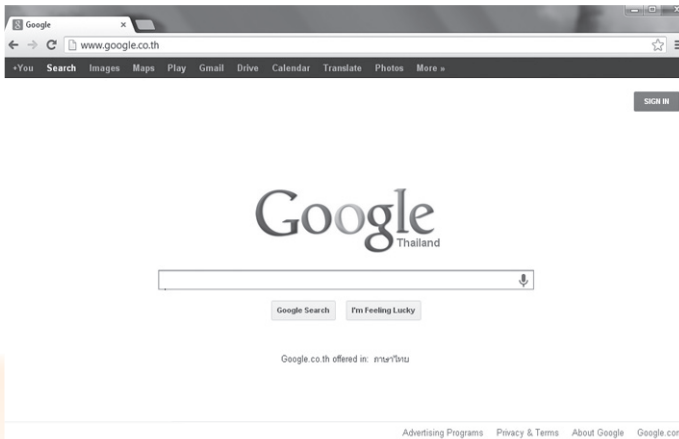 Google
www.google.co.th
+You Search Images Maps Play Gmail Drive Calendar Translate Photos More »
SIGN IN
Google
Thailand
Google Search I'm Feeling Lucky
Google.co.th offered in: ภาษาไทย
Advertising Programs Privacy & Terms About Google Google.com